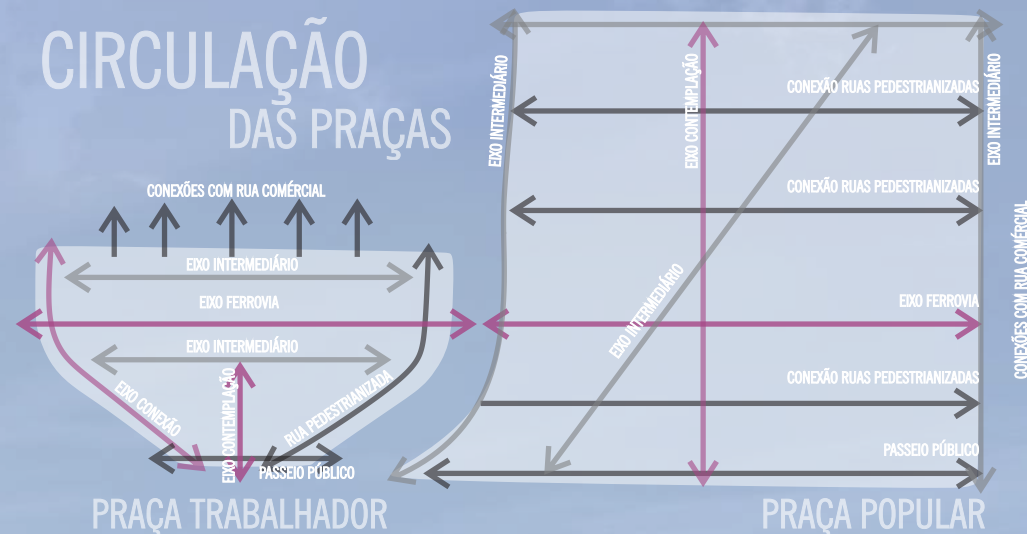 CIRCULAÇÃO
DAS PRAÇAS
CONEXÕES COM RUA COMÉRCIAL
EIXO INTERMEDIÁRIO
EIXO FERROVIA
EIXO INTERMEDIÁRIO
EIXO CONEXÃO
EIXO CONTEMPLAÇÃO
RUA PEDESTRIANIZADA
PASSEIO PÚBLICO
PRAÇA TRABALHADOR
EIXO INTERMEDIÁRIO
EIXO CONTEMPLAÇÃO
CONEXÃO RUAS PEDESTRIANIZADAS
EIXO INTERMEDIÁRIO
CONEXÃO RUAS PEDESTRIANIZADAS
EIXO INTERMEDIÁRIO
EIXO FERROVIA
CONEXÕES COM RUA COMÉRCIAL
CONEXÃO RUAS PEDESTRIANIZADAS
PASSEIO PÚBLICO
PRAÇA POPULAR